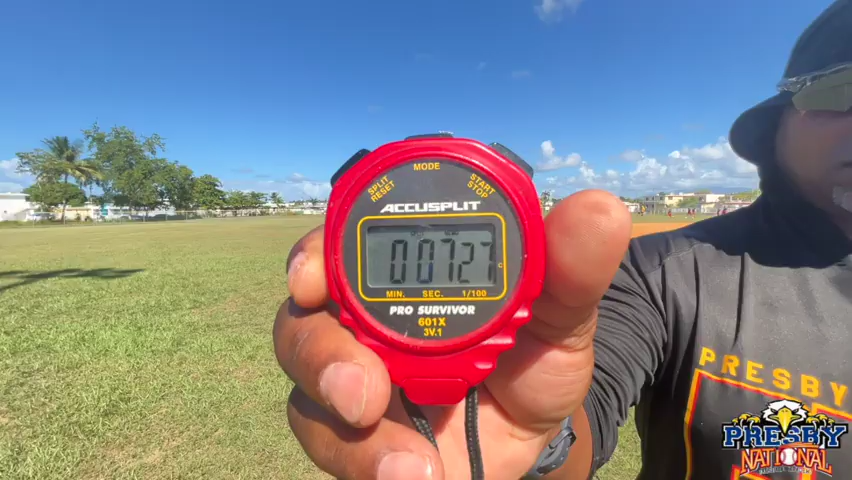 MODE
SPLIT
RESET
START
STOP
ACCUSPLIT
00727
MIN. SEC. 1/100
PRO SURVIVOR
601X
3V.1
PRESBY
PRESBY
NATIONAL